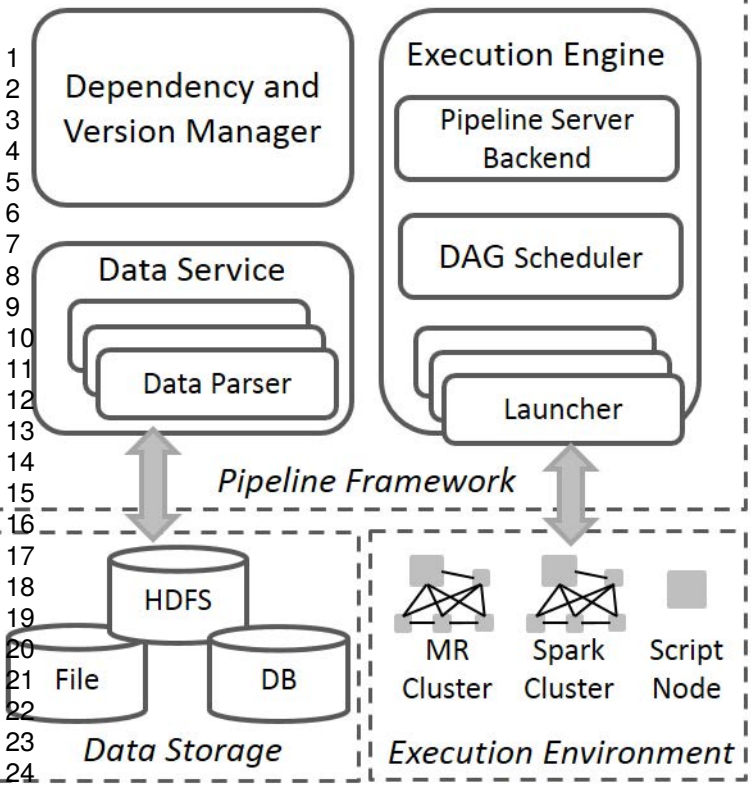 1
2
3
4
5
6
7
8
9
10
11
12
13
14
15
16
17
18
19
20
21
22
23
24
Dependency and
Version Manager
Execution Engine
Pipeline Server
Backend
DAG Scheduler
Launcher
Data Service
Data Parser
Pipeline Framework
HDFS
File
DB
Data Storage
MR
Cluster
Spark
Cluster
Script
Node
Execution Environment